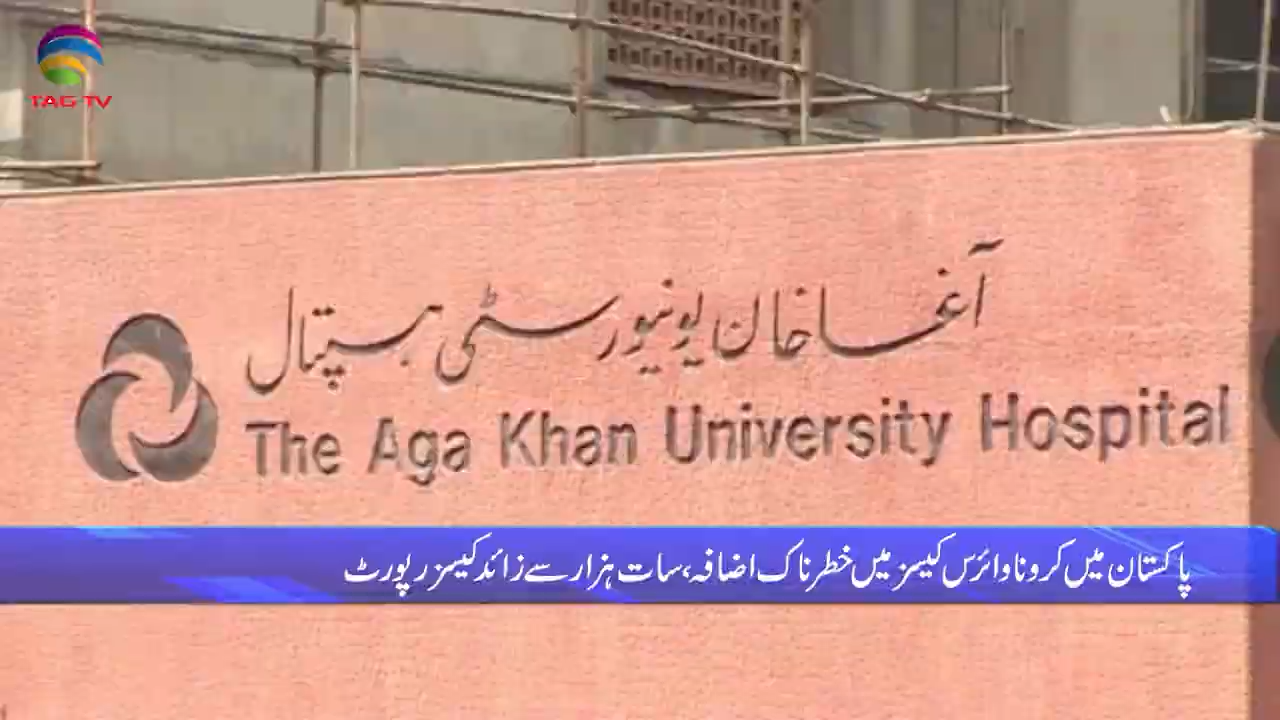 TAG TV
آغا خان یونیورسٹی ہسپتال
The Aga Khan University Hospital
پاکستان میں کرونا وائرس کیسز میں خطرناک اضافہ، سات ہزار سے زائد کیسز رپورٹ